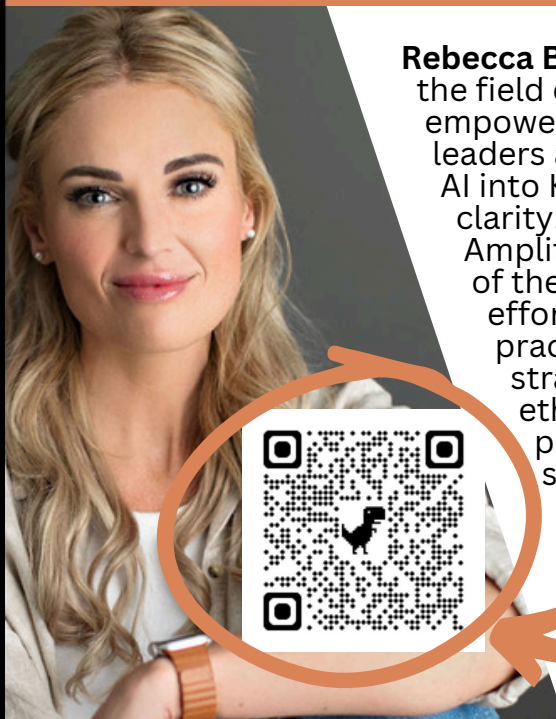 Rebecca B
the field
empowe
leaders
AI into
clarity
Amplif
of the
effor
prac
stra
eth
p
s